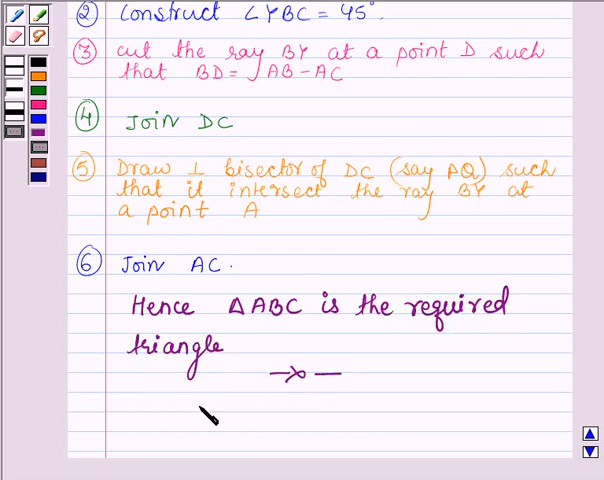 ② Construct ∠YBC = 45°.
③ cut the ray BY at a point D such
that BD = AB - AC
④ Join DC
⑤ Draw ⊥ bisector of DC (say PQ) such
that it intersect the ray BY at
a point A
⑥ Join AC.
Hence △ABC is the required
triangle